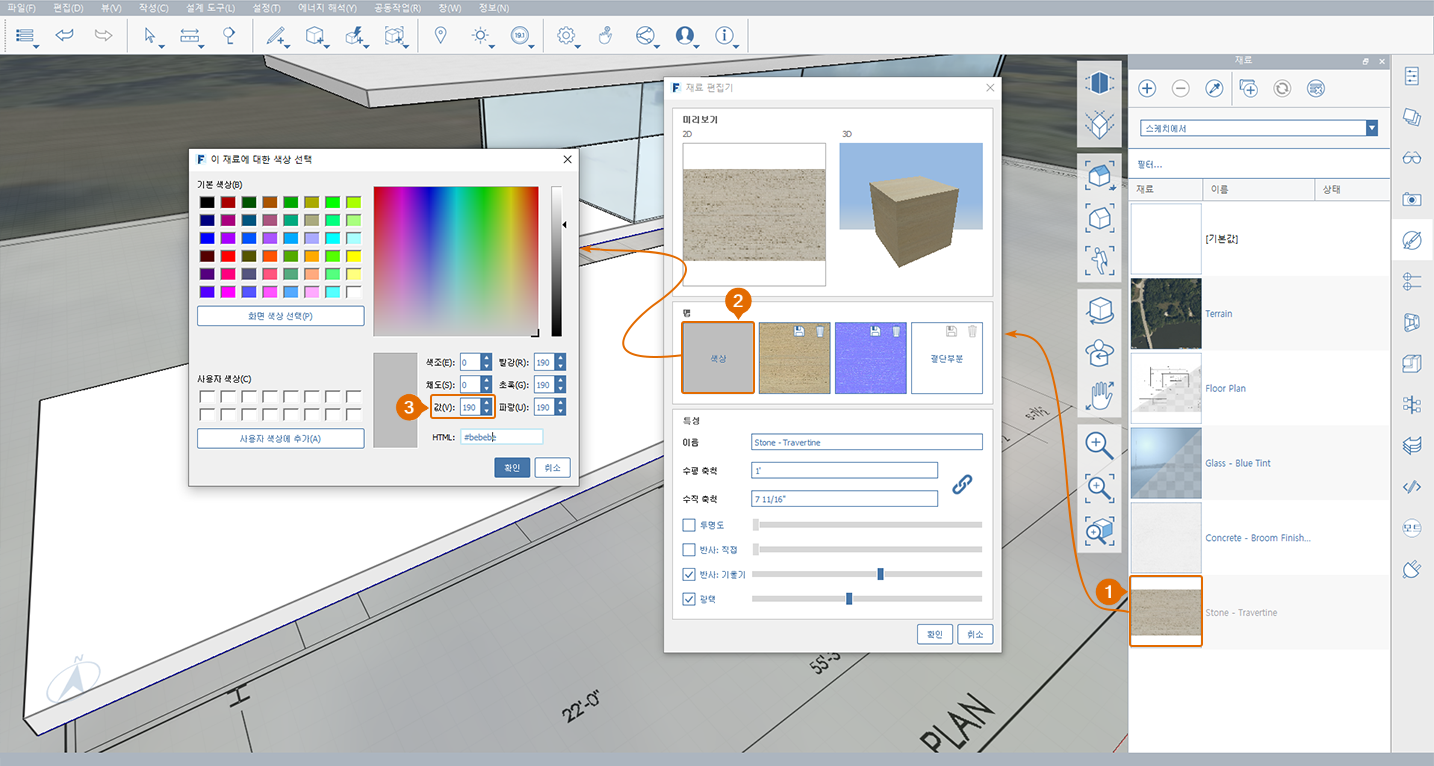 파일(F) 편집(D) 뷰(V) 작성(C) 설계 도구(L) 설정(T) 에너지 해석(Y) 공동작업(R) 창(W) 정보(N)
19.1
재료
스케치에서
필터...
재료 이름 상태
[기본값]
Terrain
Floor Plan
Glass - Blue Tint
Concrete - Broom Finish...
1
Stone - Travertine
모드
F 재료 편집기
미리보기
2D 3D
맵
2
색상
절단부분
특성
이름 Stone - Travertine
수평 축척 1'
수직 축척 7 11/16"
투명도
반사: 직접
반사: 기울기
광택
확인 취소
F 이 재료에 대한 색상 선택
기본 색상(B)
화면 색상 선택(P)
사용자 색상(C)
사용자 색상에 추가(A)
색조(E): 0 빨강(R): 190
채도(S): 0 초록(G): 190
3
값(V): 190 파랑(U): 190
HTML: #bebebe
확인 취소
N
22'-0"
PLAN